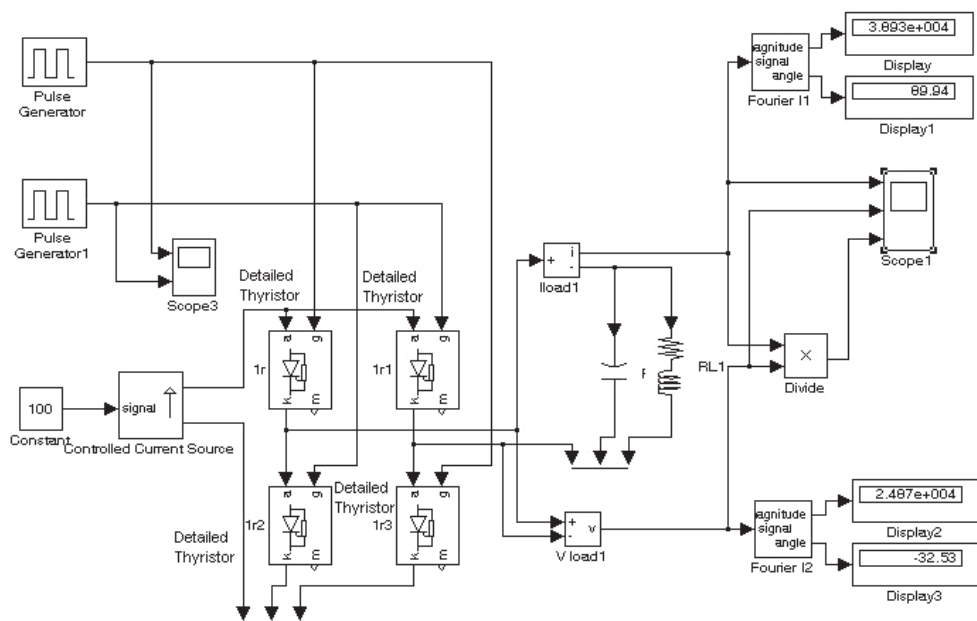 Pulse
Generator
Pulse
Generator1
Scope3
100
Constant
signal
Controlled Current Source
Detailed
Thyristor
Detailed
Thyristor
a
g
1r
k
m
a
g
1r1
k
m
a
g
1r2
k
m
Detailed
Thyristor
a
g
1r3
k
m
Detailed
Thyristor
+
i
-
Iload1
RL1
+
-
v
V load1
agnitude
signal
angle
Fourier I1
3.893e+004
Display
89.94
Display1
Scope1
×
Divide
agnitude
signal
angle
Fourier I2
2.487e+004
Display2
-32.53
Display3